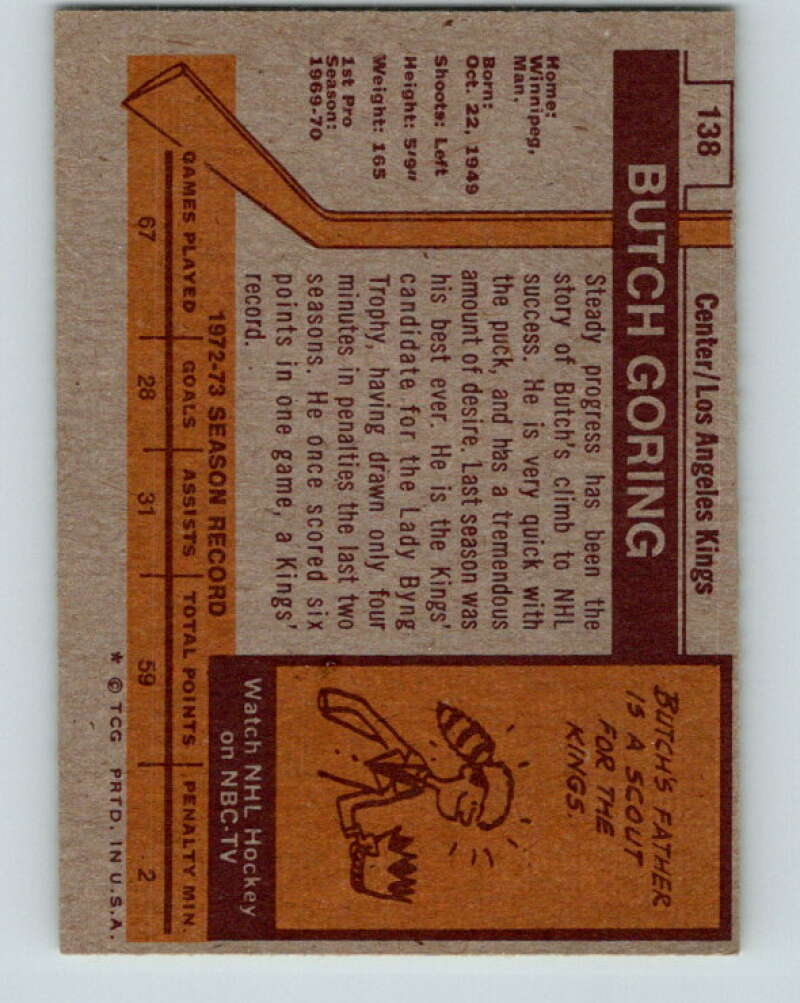 138
Center/Los Angeles Kings
BUTCH GORING
Home:
Winnipeg,
Man.
Born:
Oct. 22, 1949
Shoots: Left
Height: 5'9"
Weight: 165
1st Pro
Season:
1969-70
Steady progress has been the
story of Butch's climb to NHL
success. He is very quick with
the puck, and has a tremendous
amount of desire. Last season was
his best ever. He is the Kings'
candidate for the Lady Byng
Trophy, having drawn only four
minutes in penalties the last two
seasons. He once scored six
points in one game, a Kings'
record.
BUTCH'S FATHER
IS A SCOUT
FOR THE
KINGS.
Watch NHL Hockey
on NBC-TV
1972-73 SEASON RECORD
GAMES PLAYED GOALS ASSISTS TOTAL POINTS PENALTY MIN.
67 28 31 59 2
* © TCG PRTD. IN U.S.A.